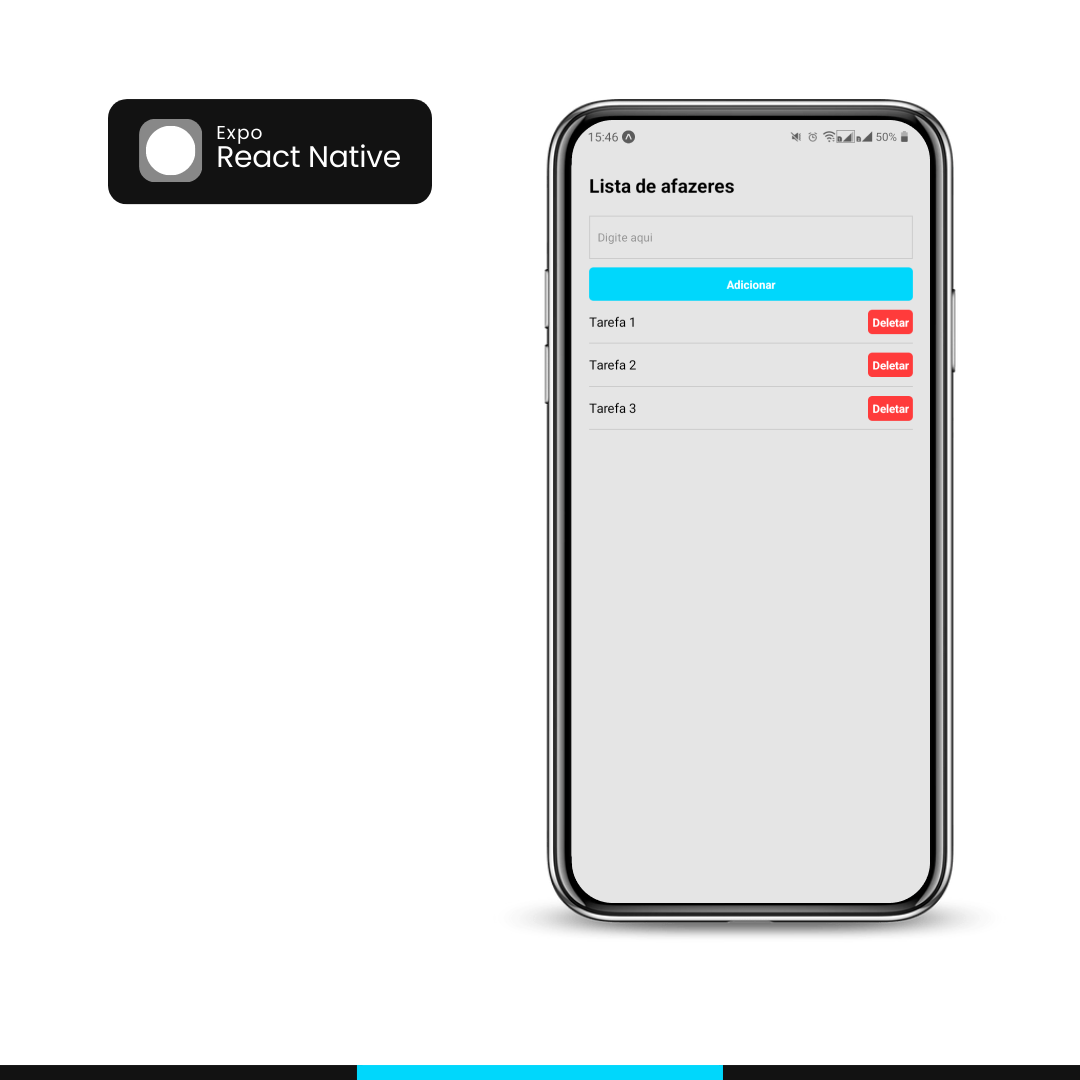 Expo
React Native
15:46
50%
Lista de afazeres
Digite aqui
Adicionar
Tarefa 1 Deletar
Tarefa 2 Deletar
Tarefa 3 Deletar